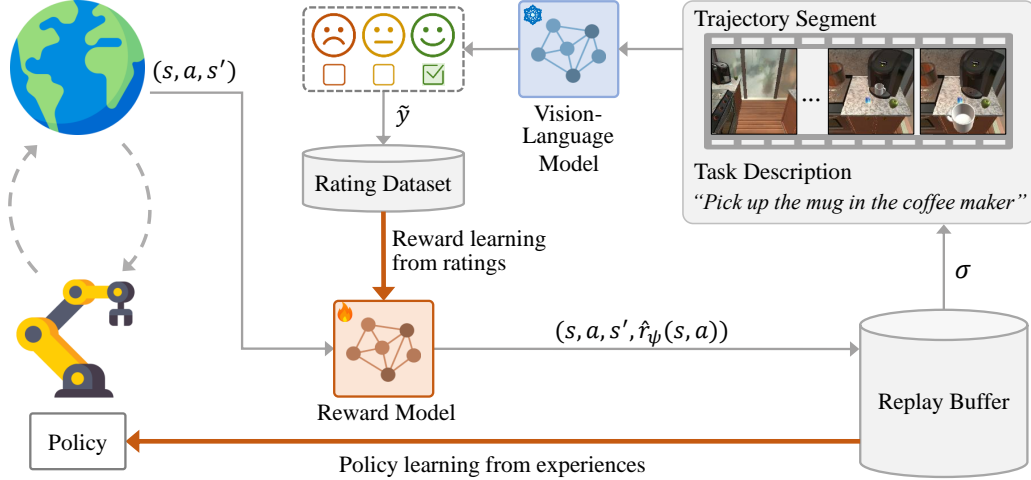 (s, a, s′)
ỹ
Rating Dataset
Reward learning
from ratings
Vision-
Language
Model
Trajectory Segment
...
Task Description
“Pick up the mug in the coffee maker”
σ
(s, a, s′, r̂ψ(s, a))
Reward Model
Replay Buffer
Policy
Policy learning from experiences